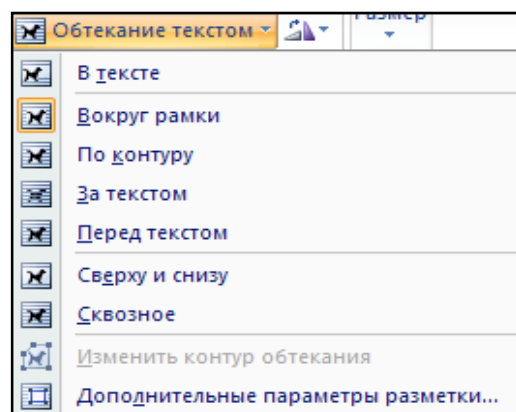 Обтекание текстом
Размер
В тексте
Вокруг рамки
По контуру
За текстом
Перед текстом
Сверху и снизу
Сквозное
Изменить контур обтекания
Дополнительные параметры разметки...